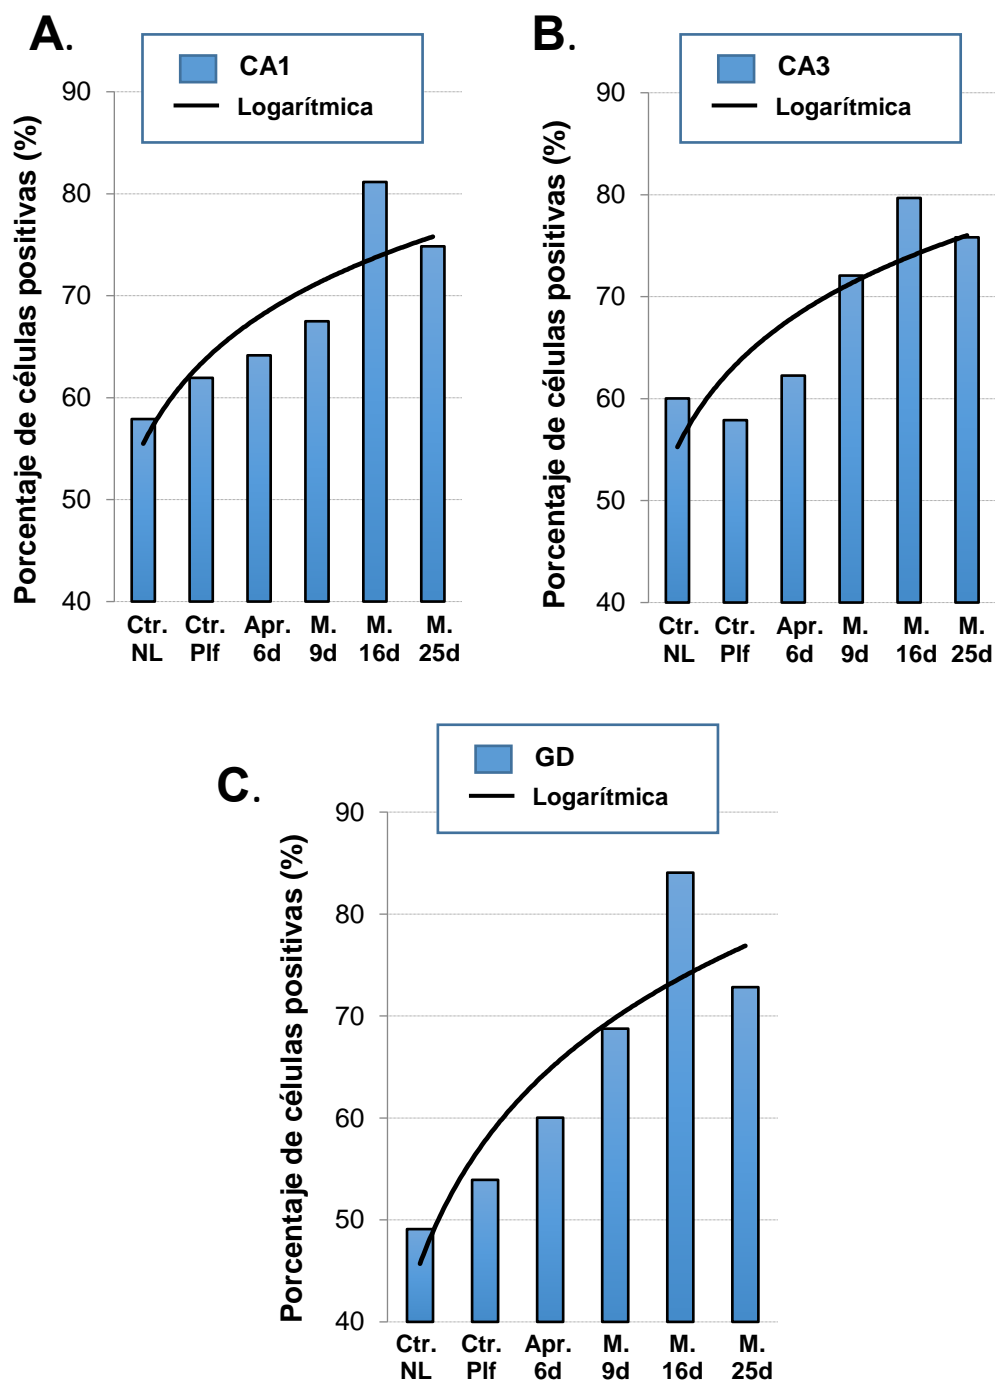 A.
CA1
Logarítmica
Porcentaje de células positivas (%)
90
80
70
60
50
40
Ctr. Ctr. Apr. M. M. M.
NL Plf 6d 9d 16d 25d
B.
CA3
Logarítmica
Porcentaje de células positivas (%)
90
80
70
60
50
40
Ctr. Ctr. Apr. M. M. M.
NL Plf 6d 9d 16d 25d
C.
GD
Logarítmica
Porcentaje de células positivas (%)
90
80
70
60
50
40
Ctr. Ctr. Apr. M. M. M.
NL Plf 6d 9d 16d 25d